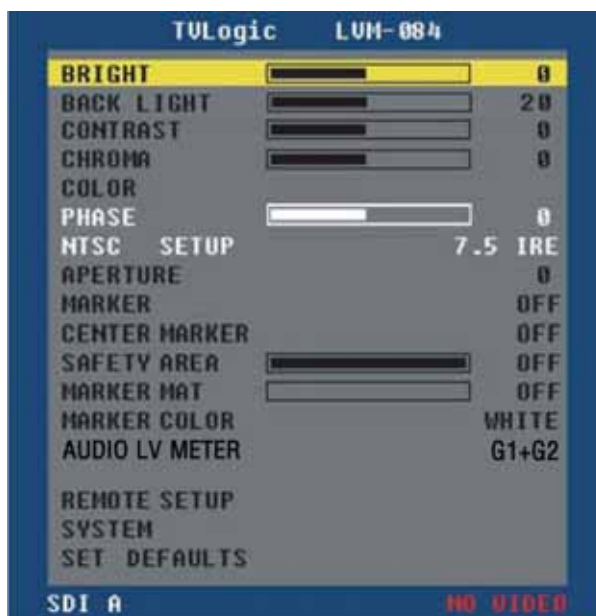 TVLogic LVM-084
BRIGHT 0
BACK LIGHT 20
CONTRAST 0
CHROMA 0
COLOR
PHASE 0
NTSC SETUP 7.5 IRE
APERTURE 0
MARKER OFF
CENTER MARKER OFF
SAFETY AREA OFF
MARKER MAT OFF
MARKER COLOR WHITE
AUDIO LV METER G1+G2
REMOTE SETUP
SYSTEM
SET DEFAULTS
SDI A NO VIDEO